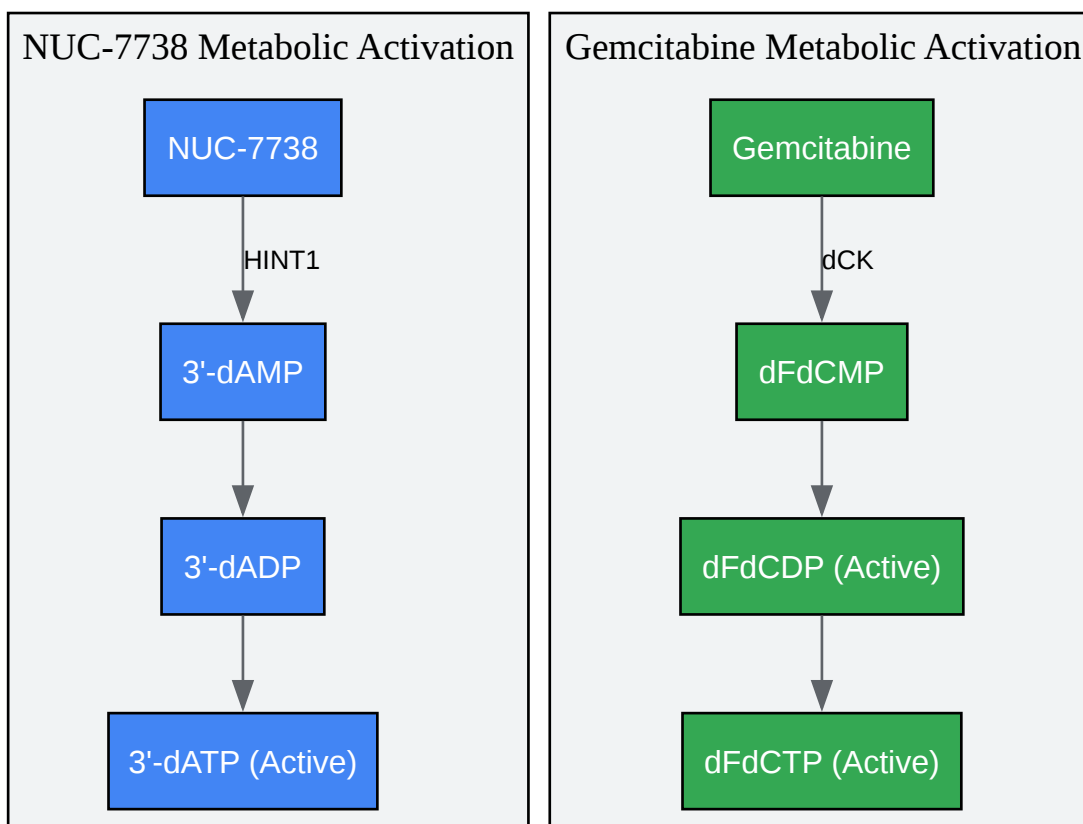 NUC-7738 Metabolic Activation
NUC-7738
HINT1
3'-dAMP
3'-dADP
3'-dATP (Active)
Gemcitabine Metabolic Activation
Gemcitabine
dCK
dFdCMP
dFdCDP (Active)
dFdCTP (Active)